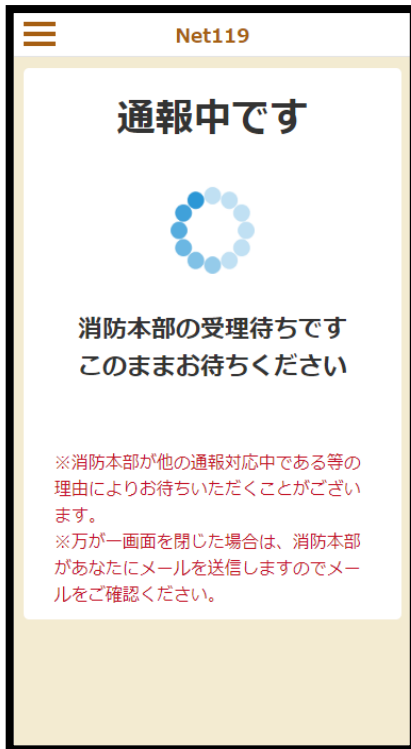 Net119
通報中です
消防本部の受理待ちです
このままお待ちください
※消防本部が他の通報対応中である等の
理由によりお待ちいただくことがござい
ます。
※万が一画面を閉じた場合は、消防本部
があなたにメールを送信しますのでメー
ルをご確認ください。